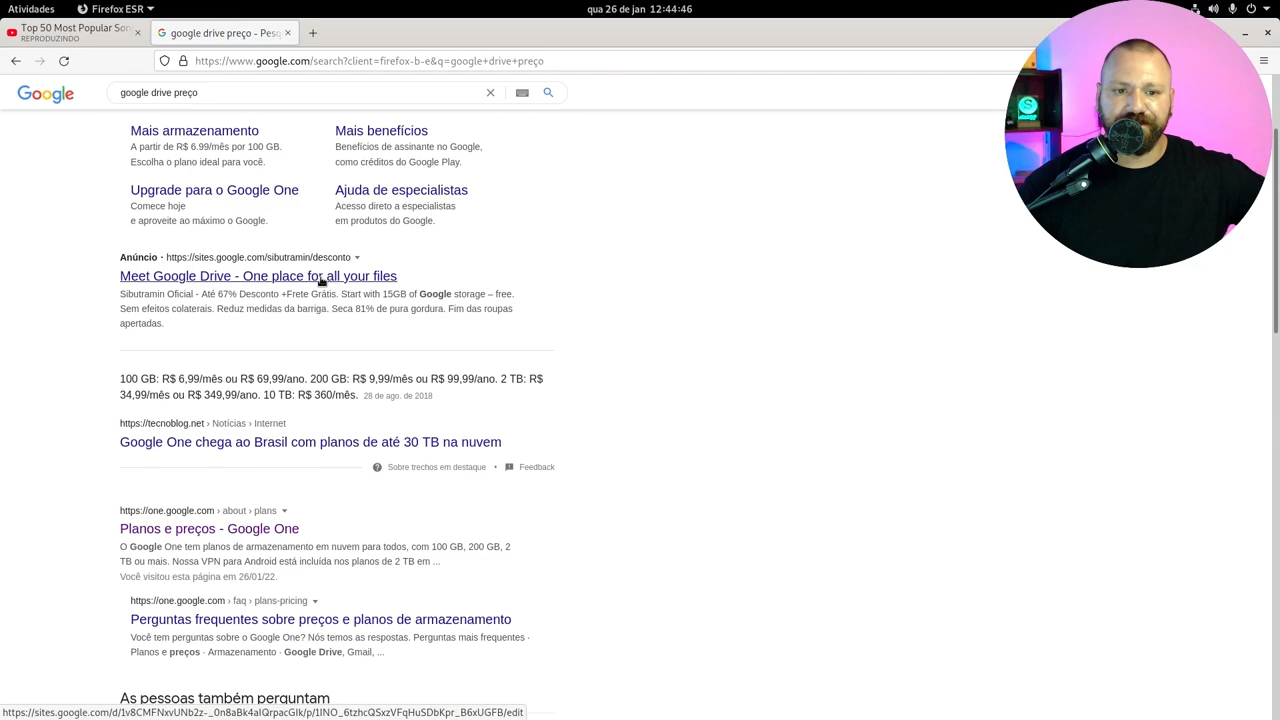 Atividades
Firefox ESR
qua 26 de jan 12:44:46
Top 50 Most Popular Son
REPRODUZINDO
google drive preço - Pesq
https://www.google.com/search?client=firefox-b-e&q=google+drive+preço
Google
google drive preço
Mais armazenamento
A partir de R$ 6.99/mês por 100 GB.
Escolha o plano ideal para você.
Mais benefícios
Benefícios de assinante no Google,
como créditos do Google Play.
Upgrade para o Google One
Comece hoje
e aproveite ao máximo o Google.
Ajuda de especialistas
Acesso direto a especialistas
em produtos do Google.
Anúncio · https://sites.google.com/sibutramin/desconto
Meet Google Drive - One place for all your files
Sibutramin Oficial - Até 67% Desconto +Frete Grátis. Start with 15GB of Google storage – free.
Sem efeitos colaterais. Reduz medidas da barriga. Seca 81% de pura gordura. Fim das roupas
apertadas.
100 GB: R$ 6,99/mês ou R$ 69,99/ano. 200 GB: R$ 9,99/mês ou R$ 99,99/ano. 2 TB: R$
34,99/mês ou R$ 349,99/ano. 10 TB: R$ 360/mês. 28 de ago. de 2018
https://tecnoblog.net › Notícias › Internet
Google One chega ao Brasil com planos de até 30 TB na nuvem
Sobre trechos em destaque • Feedback
https://one.google.com › about › plans
Planos e preços - Google One
O Google One tem planos de armazenamento em nuvem para todos, com 100 GB, 200 GB, 2
TB ou mais. Nossa VPN para Android está incluída nos planos de 2 TB em ...
Você visitou esta página em 26/01/22.
https://one.google.com › faq › plans-pricing
Perguntas frequentes sobre preços e planos de armazenamento
Você tem perguntas sobre o Google One? Nós temos as respostas. Perguntas mais frequentes ·
Planos e preços · Armazenamento · Google Drive, Gmail, ...
As pessoas também perguntam